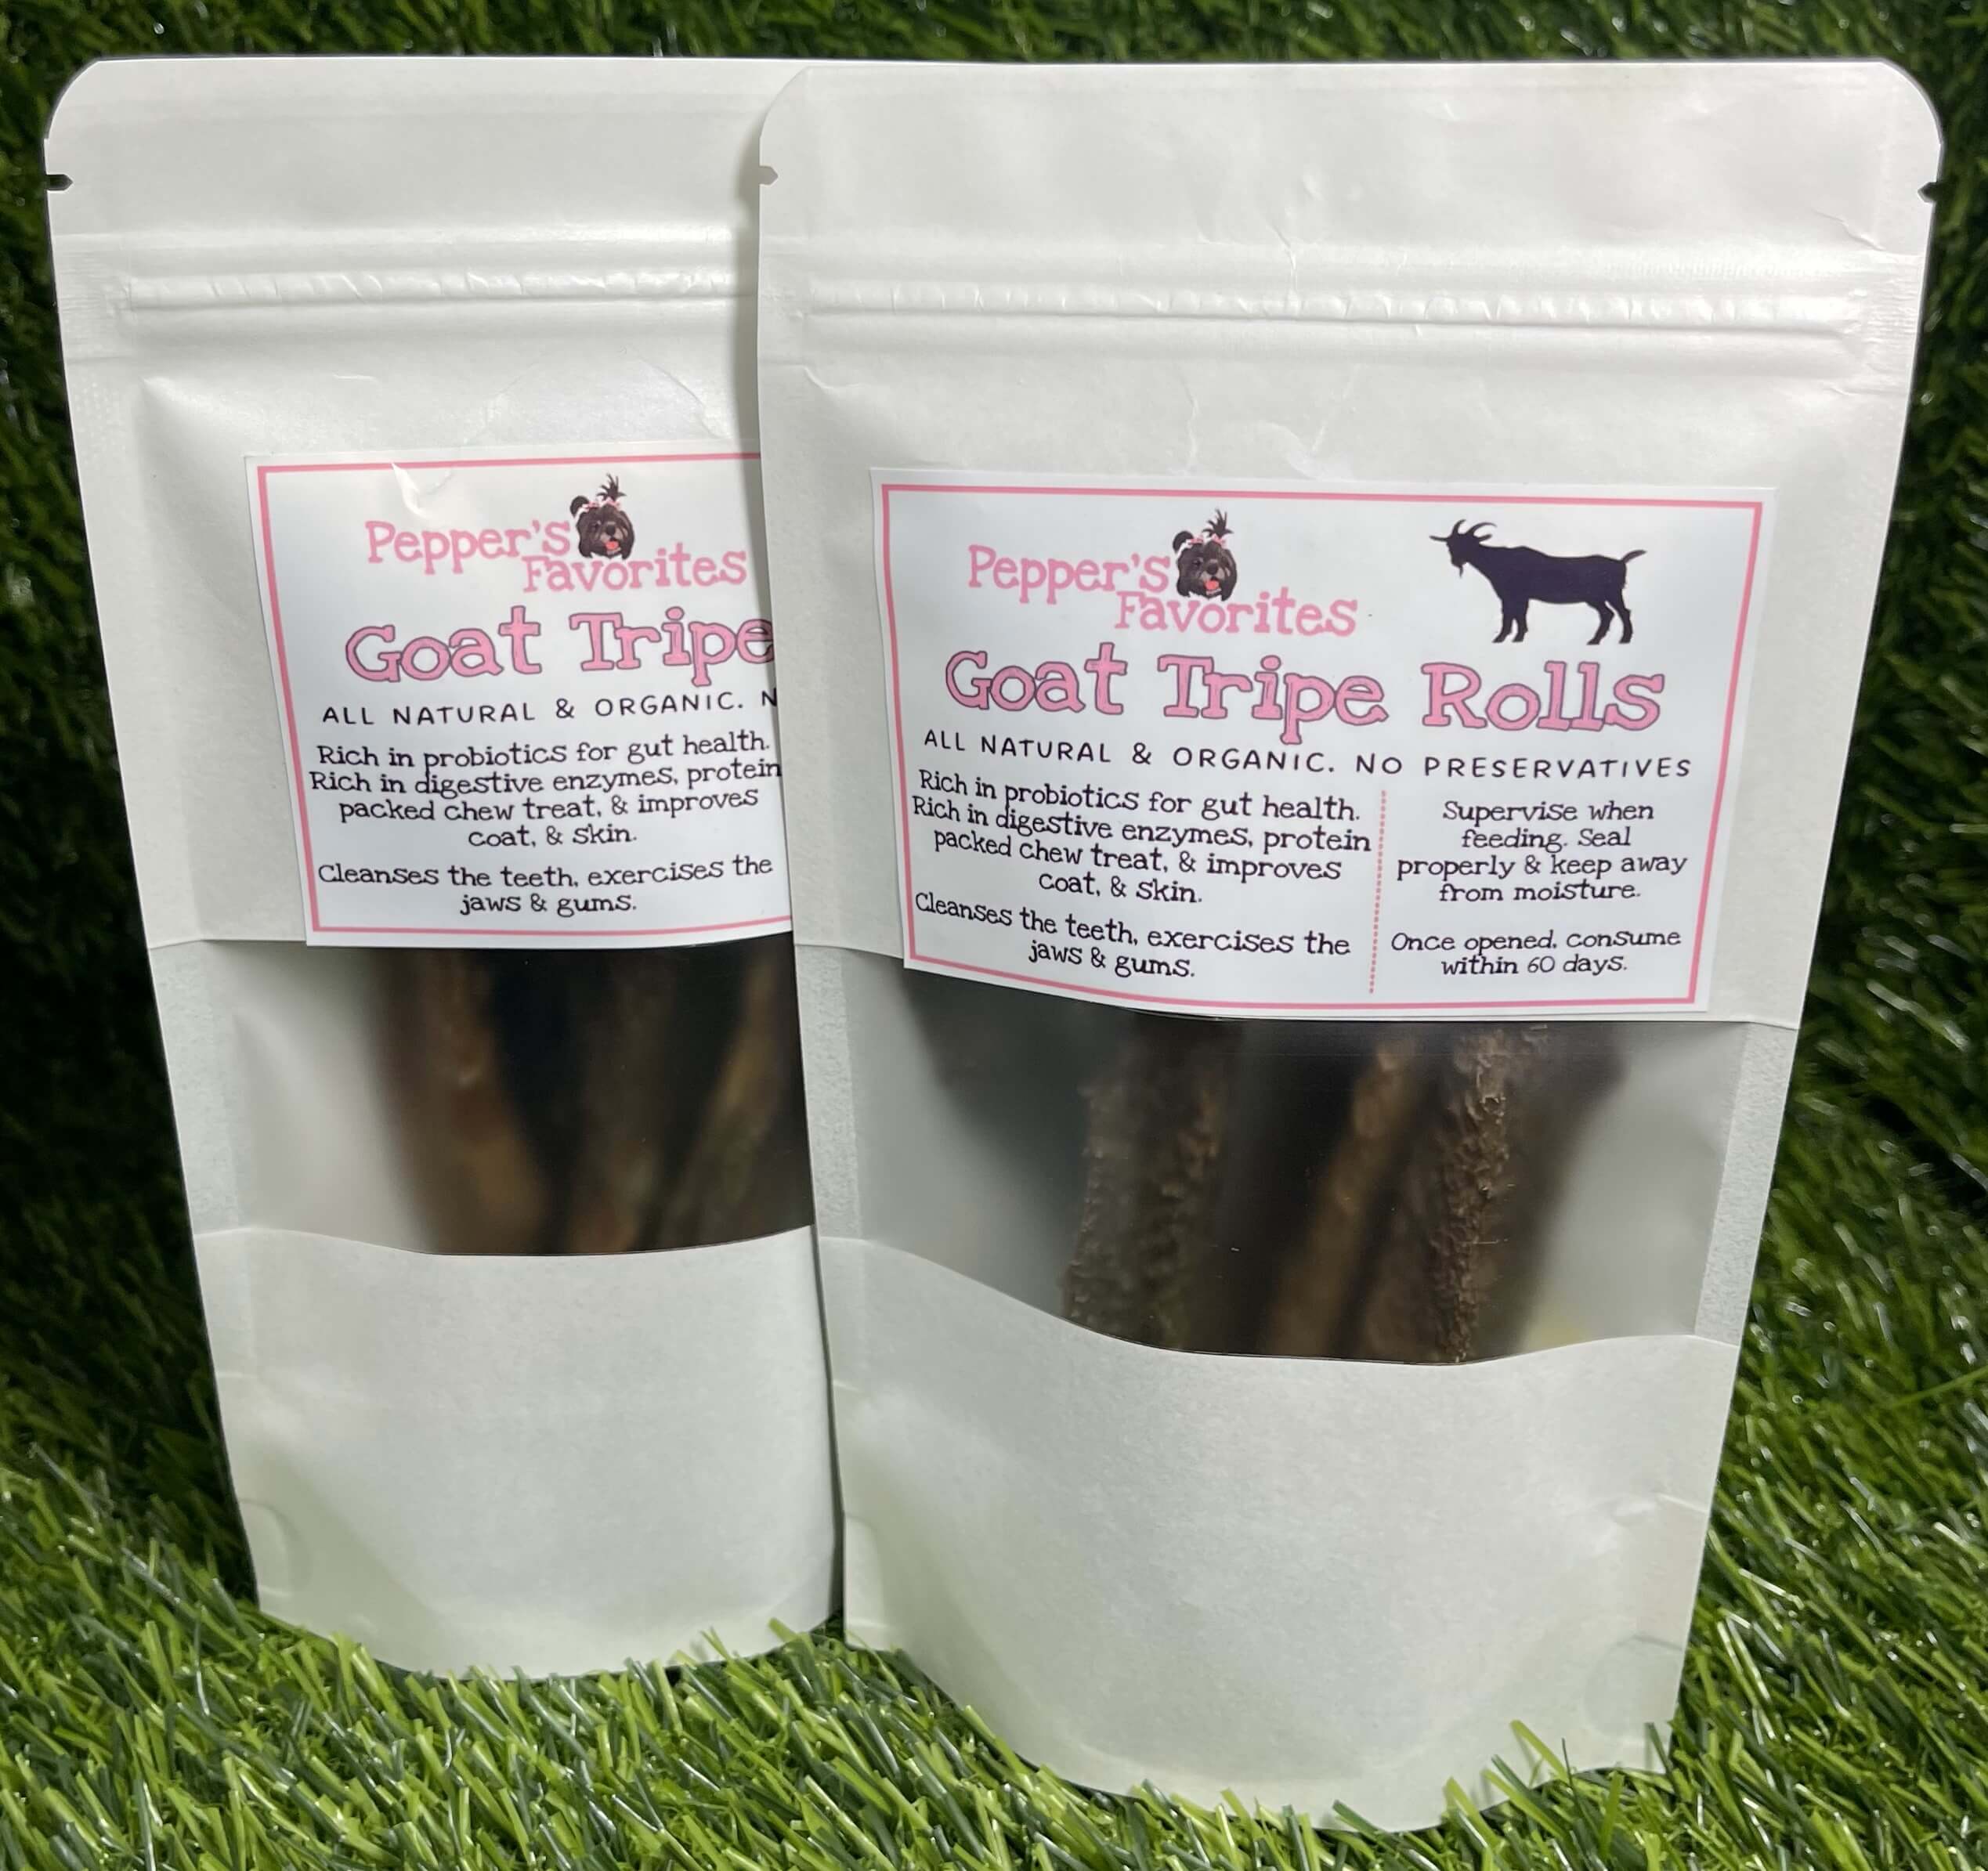 Pepper's
Favorites
Goat Tripe
ALL NATURAL & ORGANIC. N
Rich in probiotics for gut health.
Rich in digestive enzymes, protein
packed chew treat, & improves
coat, & skin.
Cleanses the teeth, exercises the
jaws & gums.
Pepper's
Favorites
Goat Tripe Rolls
ALL NATURAL & ORGANIC. NO PRESERVATIVES
Rich in probiotics for gut health.
Rich in digestive enzymes, protein
packed chew treat, & improves
coat, & skin.
Cleanses the teeth, exercises the
jaws & gums.
Supervise when
feeding. Seal
properly & keep away
from moisture.
Once opened, consume
within 60 days.